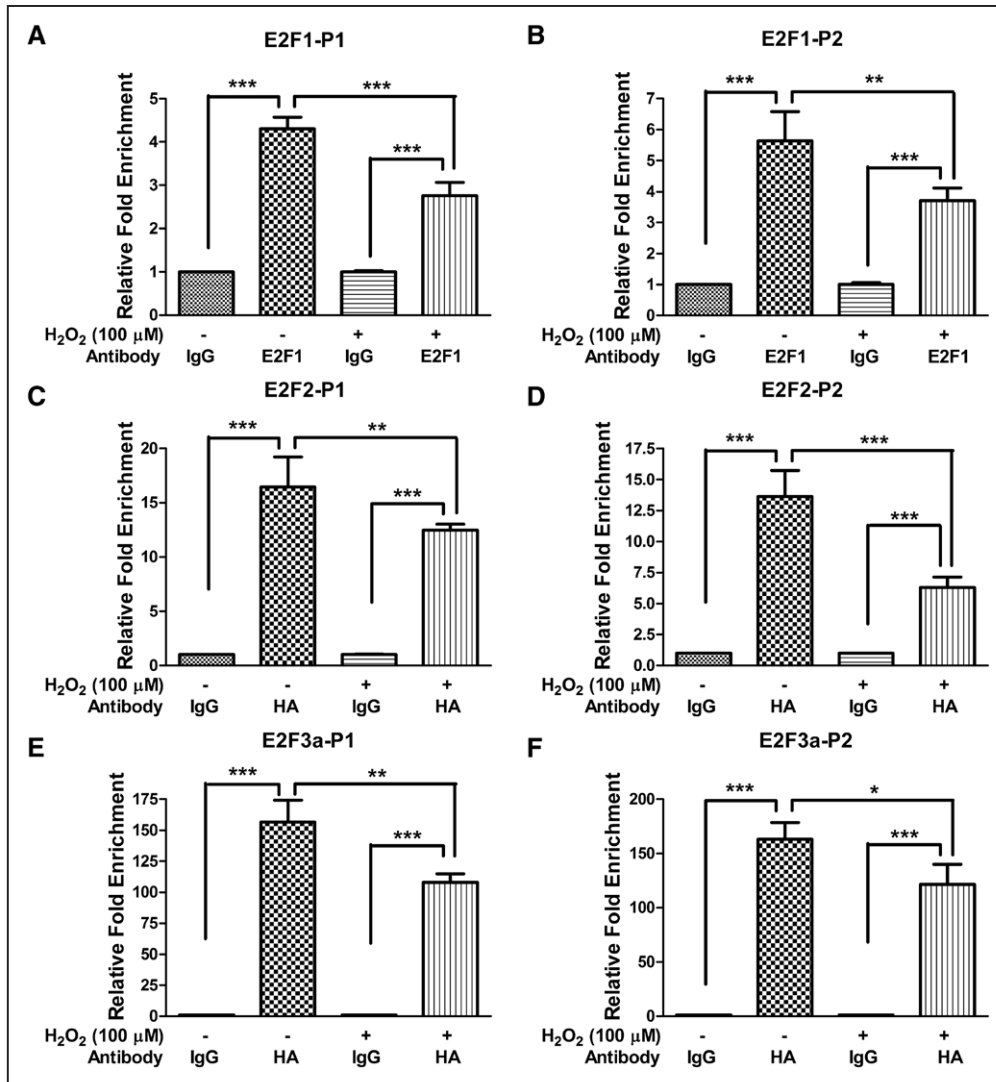 A
E2F1-P1
Relative Fold Enrichment
5
4
3
2
1
0
***
***
***
H₂O₂ (100 μM) - - + +
Antibody IgG E2F1 IgG E2F1
B
E2F1-P2
Relative Fold Enrichment
7
6
5
4
3
2
1
0
***
**
***
H₂O₂ (100 μM) - - + +
Antibody IgG E2F1 IgG E2F1
C
E2F2-P1
Relative Fold Enrichment
20
15
10
5
0
***
**
***
H₂O₂ (100 μM) - - + +
Antibody IgG HA IgG HA
D
E2F2-P2
Relative Fold Enrichment
17.5
15.0
12.5
10.0
7.5
5.0
2.5
0.0
***
***
***
H₂O₂ (100 μM) - - + +
Antibody IgG HA IgG HA
E
E2F3a-P1
Relative Fold Enrichment
175
150
125
100
75
50
25
0
***
**
***
H₂O₂ (100 μM) - - + +
Antibody IgG HA IgG HA
F
E2F3a-P2
Relative Fold Enrichment
200
150
100
50
0
***
*
***
H₂O₂ (100 μM) - - + +
Antibody IgG HA IgG HA